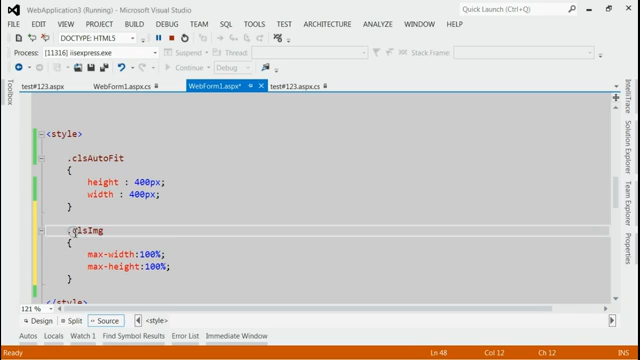 WebApplication3 (Running) - Microsoft Visual Studio
Quick Launch (Ctrl+Q)
FILE EDIT VIEW PROJECT BUILD DEBUG TEAM SQL TOOLS TEST ARCHITECTURE ANALYZE WINDOW HELP
DOCTYPE: HTML5
Process: [11316] iisexpress.exe Suspend Thread: Stack Frame:
Continue Debug
test#123.aspx WebForm1.aspx.cs WebForm1.aspx* test#123.aspx.cs
Toolbox
IntelliTrace
Solution Explorer
Team Explorer
<style>
.clsAutoFit
{
height : 400px;
width : 400px;
}
.clsImg
{
max-width:100%;
max-height:100%;
}
</style>
121 %
Design Split Source <style>
Autos Locals Watch 1 Find Symbol Results Error List Immediate Window
Ready Ln 48 Col 12 Ch 12 INS